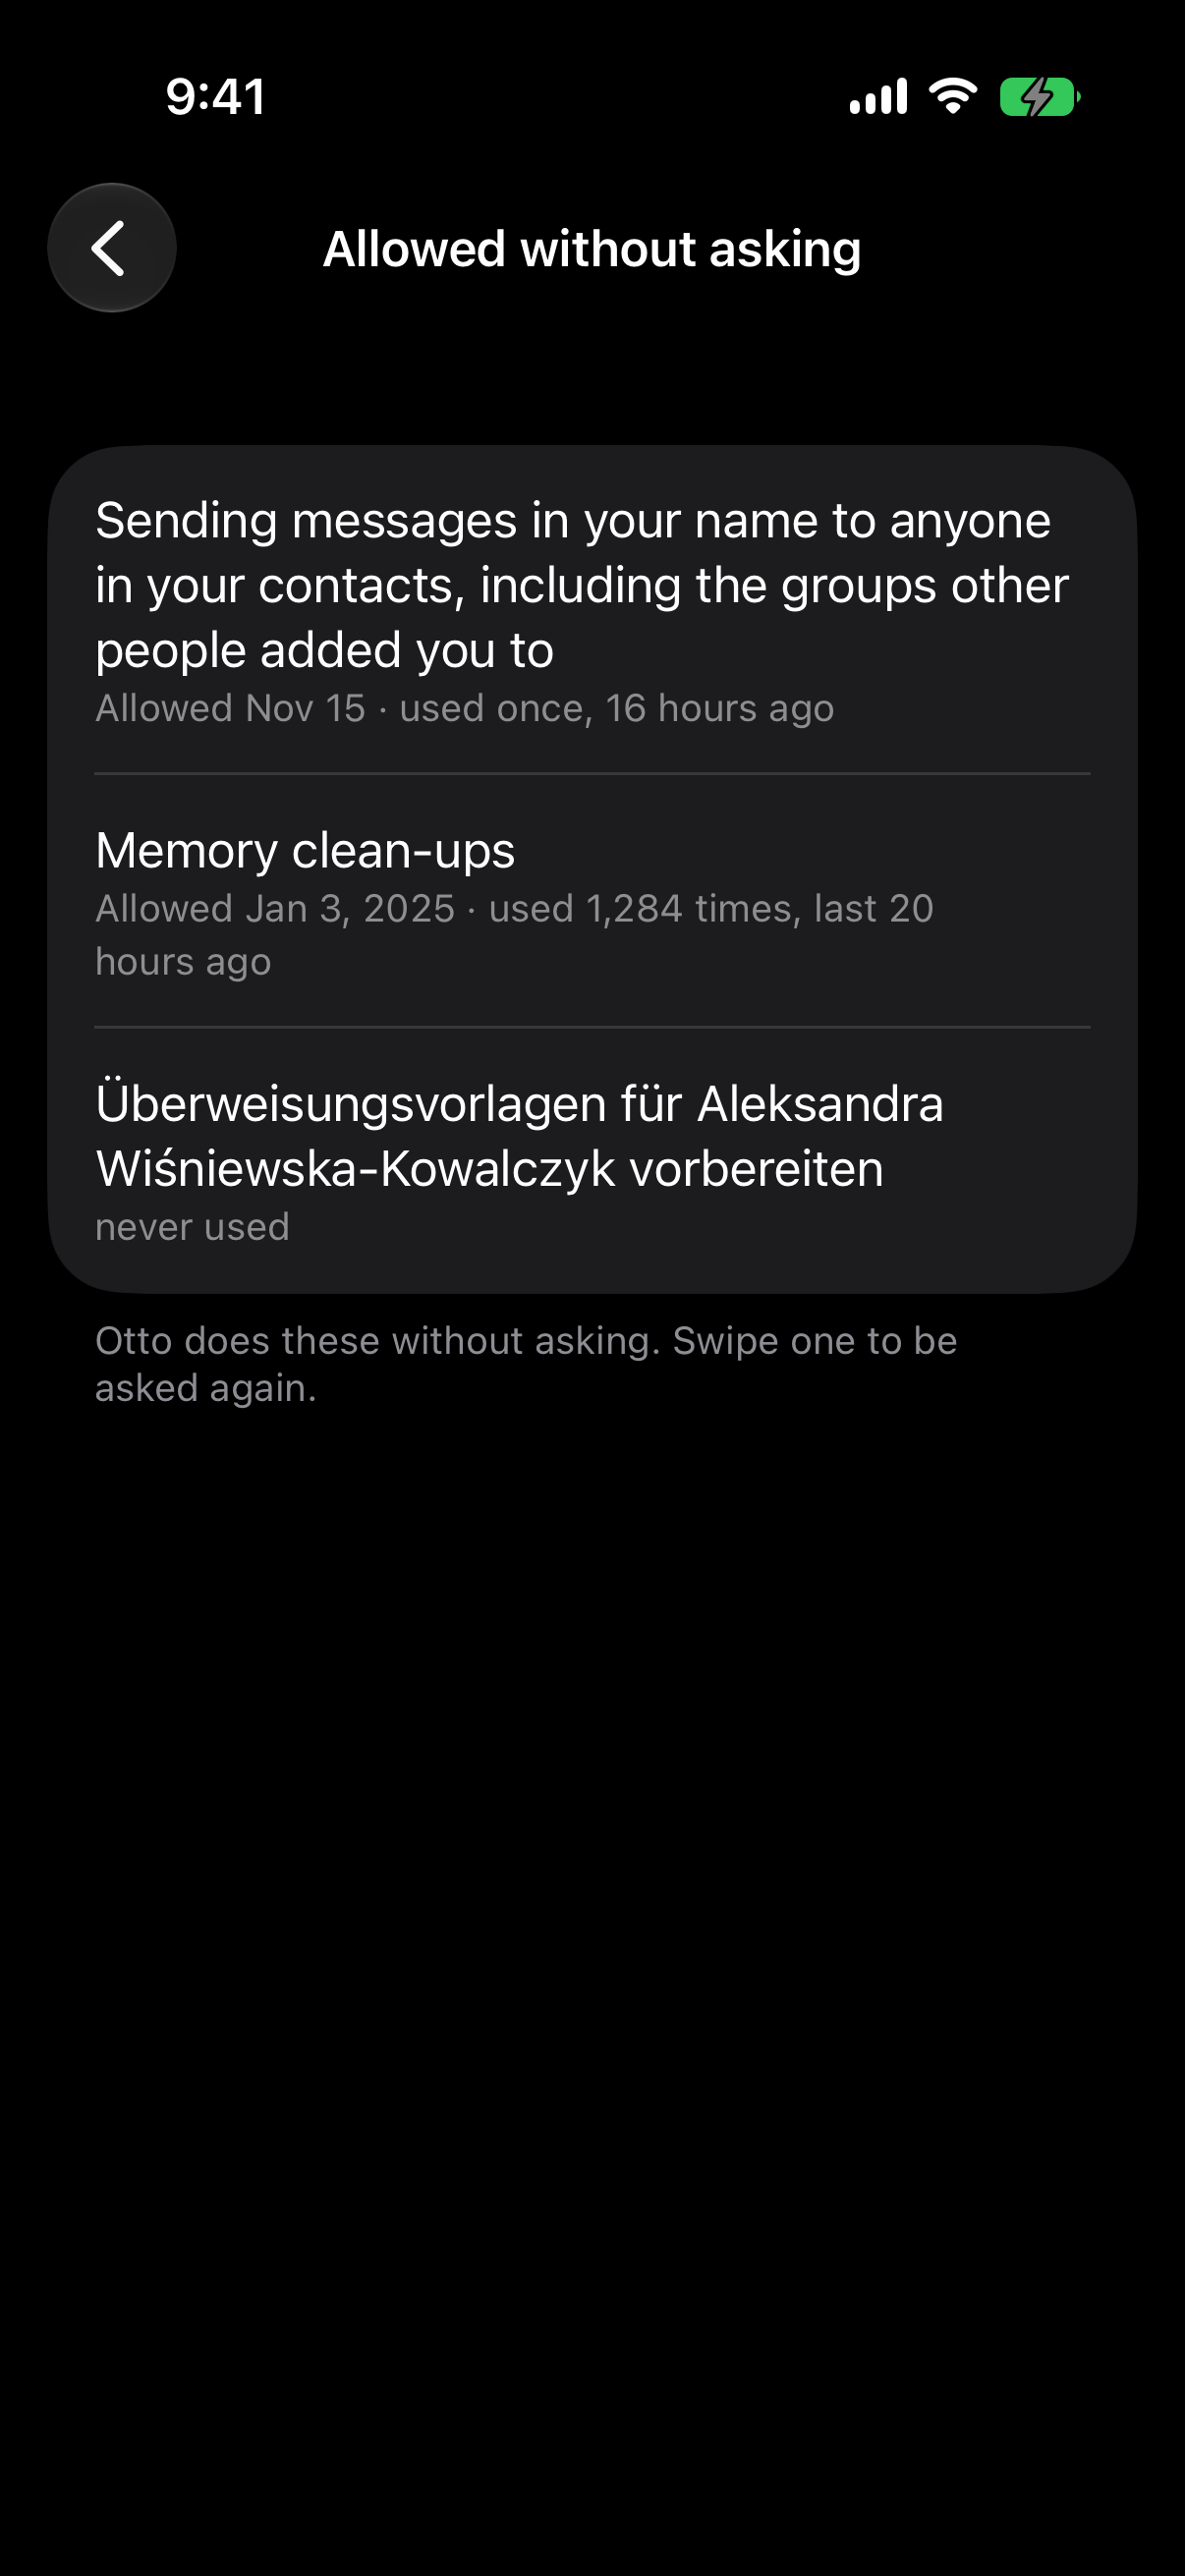 9:41
Allowed without asking
Sending messages in your name to anyone
in your contacts, including the groups other
people added you to
Allowed Nov 15 · used once, 16 hours ago
Memory clean-ups
Allowed Jan 3, 2025 · used 1,284 times, last 20
hours ago
Überweisungsvorlagen für Aleksandra
Wiśniewska-Kowalczyk vorbereiten
never used
Otto does these without asking. Swipe one to be
asked again.